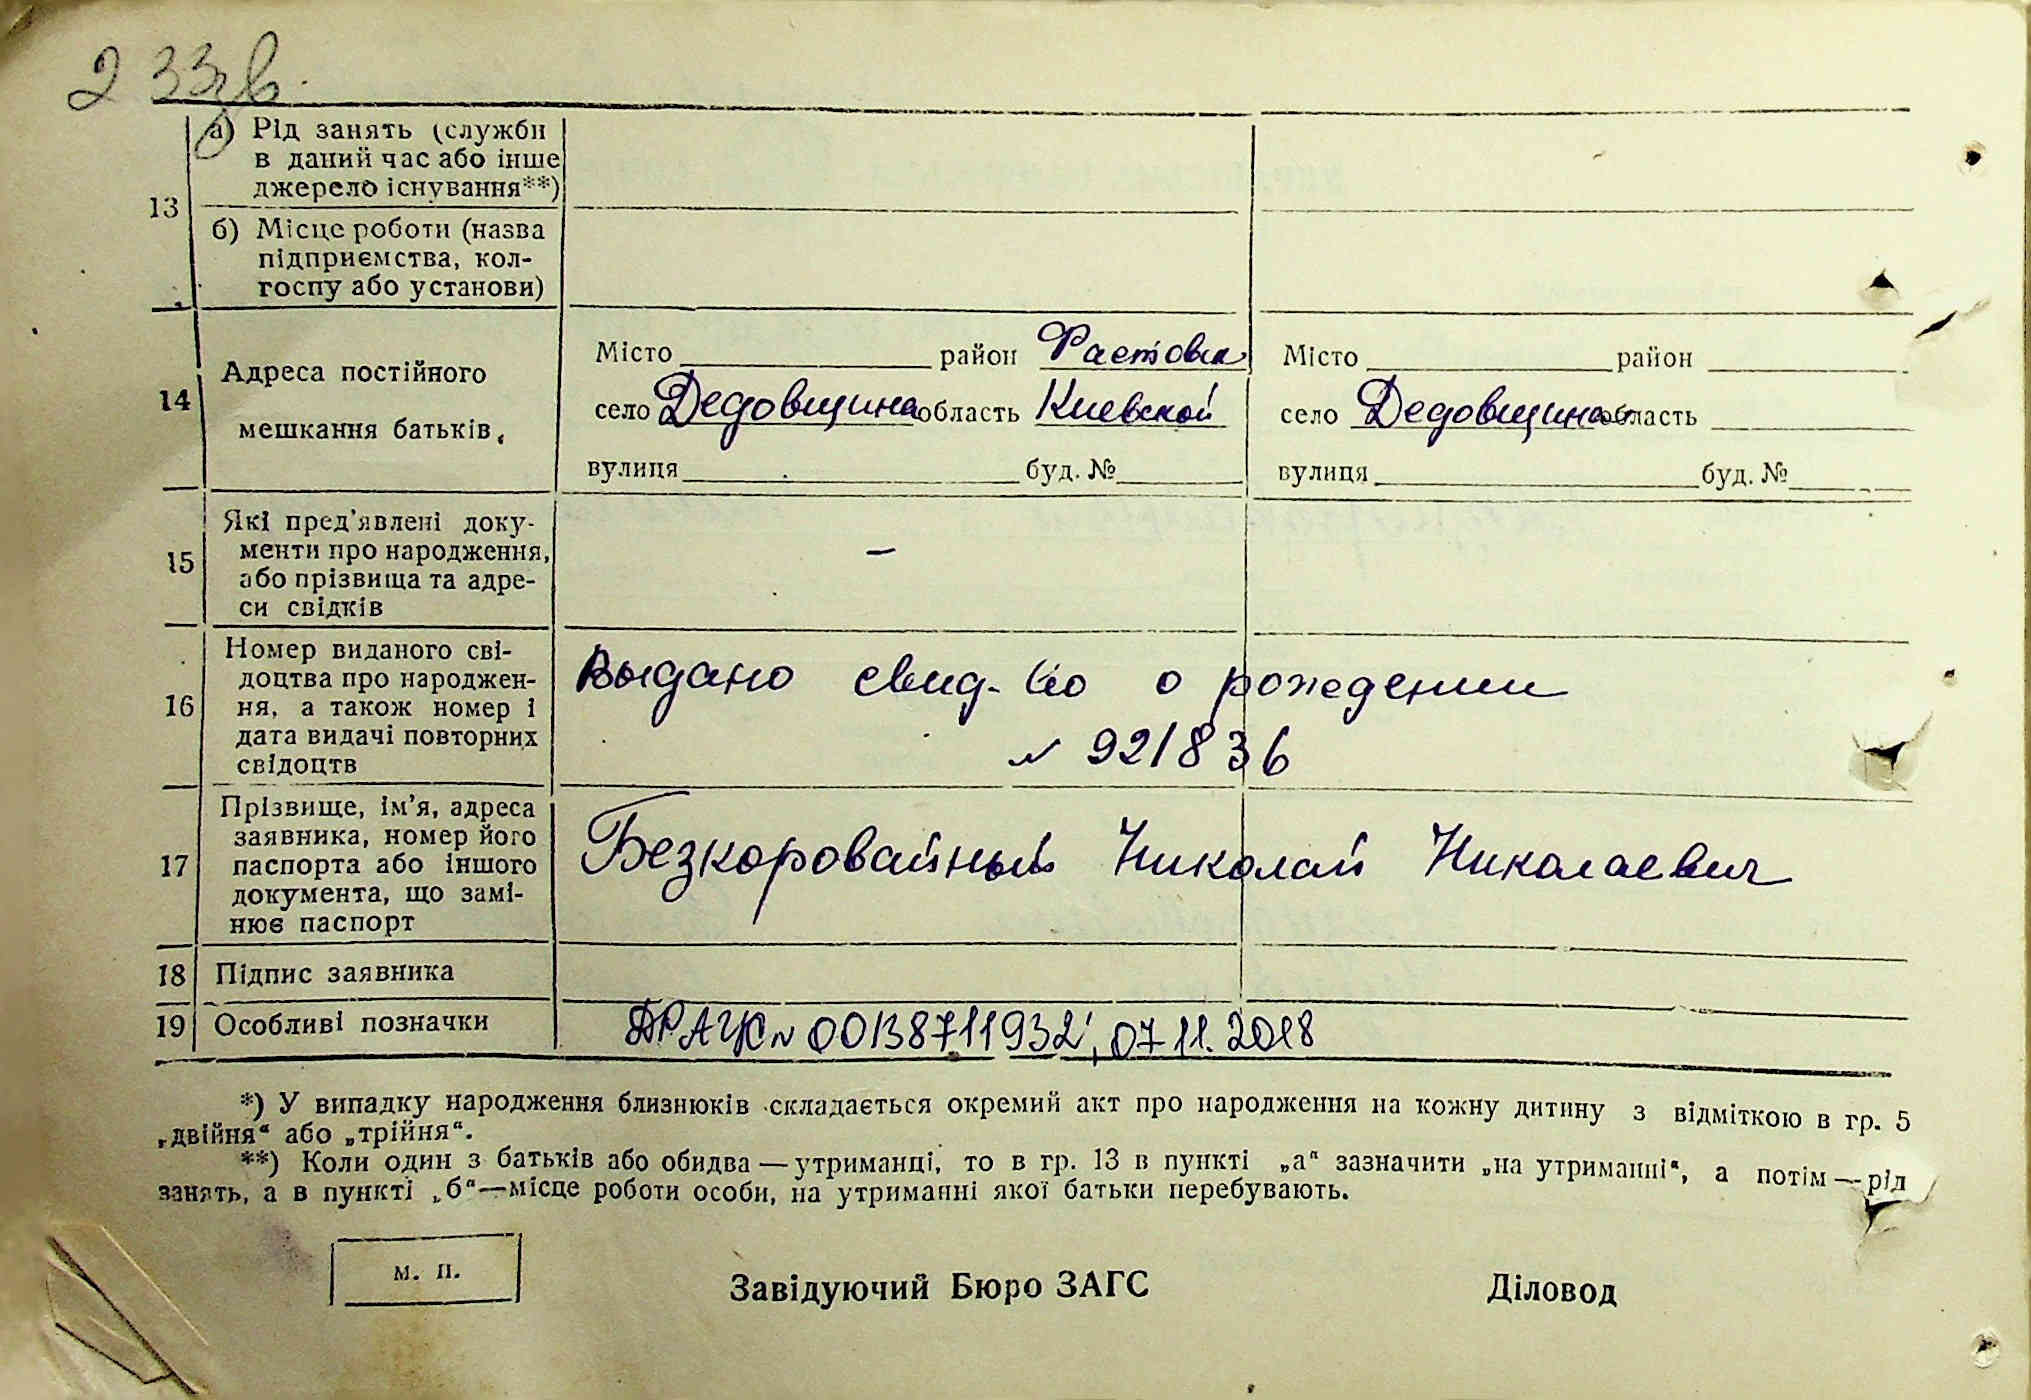 2 33зв.
13 а) Рід занять (служби
в даний час або інше
джерело існування**)
б) Місце роботи (назва
підприємства, кол-
госпу або установи)
14 Адреса постійного
мешкання батьків
Місто район Фастовск Місто район
село Дедовщина область Киевской село Дедовщина область
вулиця буд. № вулиця буд. №
15 Які пред'явлені доку-
менти про народження, –
або прізвища та адре-
си свідків
16 Номер виданого сві-
доцтва про народжен-
ня, а також номер і
дата видачі повторних
свідоцтв
Выдано свид-во о рождении
№ 921836
17 Прізвище, ім'я, адреса
заявника, номер його
паспорта або іншого
документа, що замі-
нює паспорт
Безкоровайный Николай Николаевич
18 Підпис заявника
19 Особливі позначки ДРАЦС № 00138711932, 07.11.2018
*) У випадку народження близнюків складається окремий акт про народження на кожну дитину з відміткою в гр. 5
„двійня“ або „трійня“.
**) Коли один з батьків або обидва — утриманці, то в гр. 13 в пункті „а“ зазначити „на утриманні“, а потім — рід
занять, а в пункті „б“ — місце роботи особи, на утриманні якої батьки перебувають.
М. П. Завідуючий Бюро ЗАГС Діловод